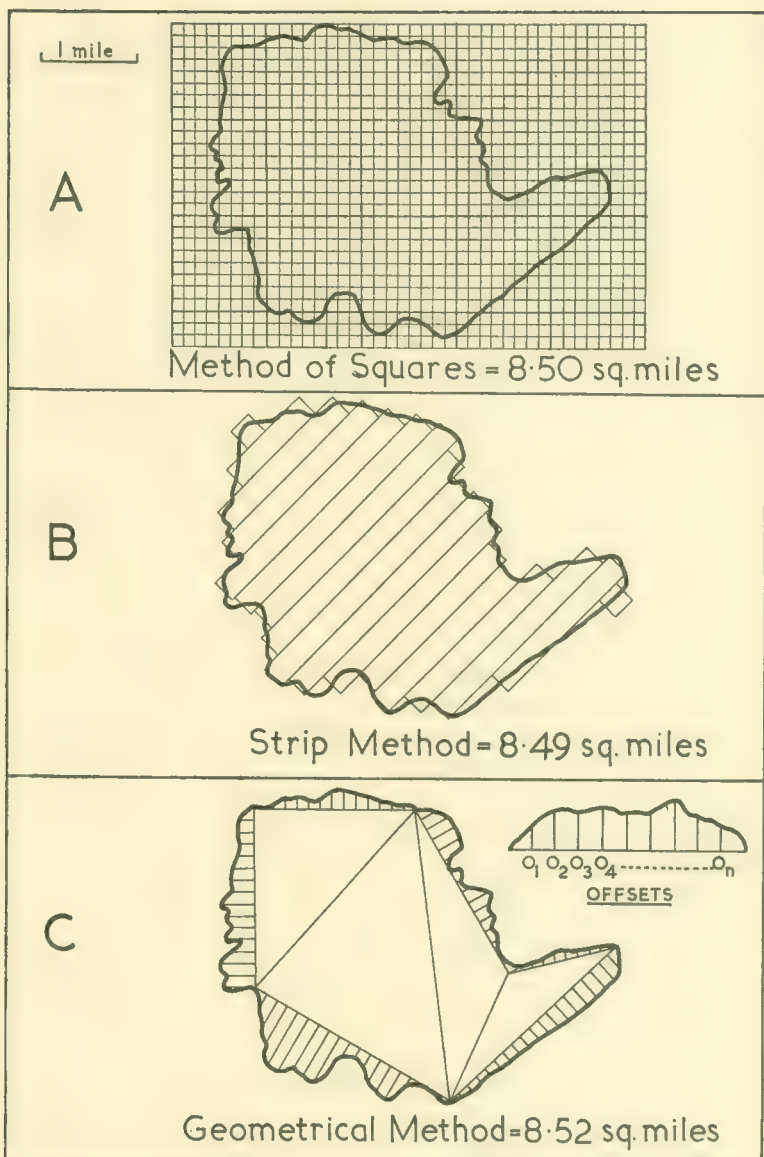 1 mile
A
Method of Squares = 8·50 sq. miles
B
Strip Method = 8·49 sq. miles
O1 O2 O3 O4 ------------ On
OFFSETS
C
Geometrical Method = 8·52 sq. miles